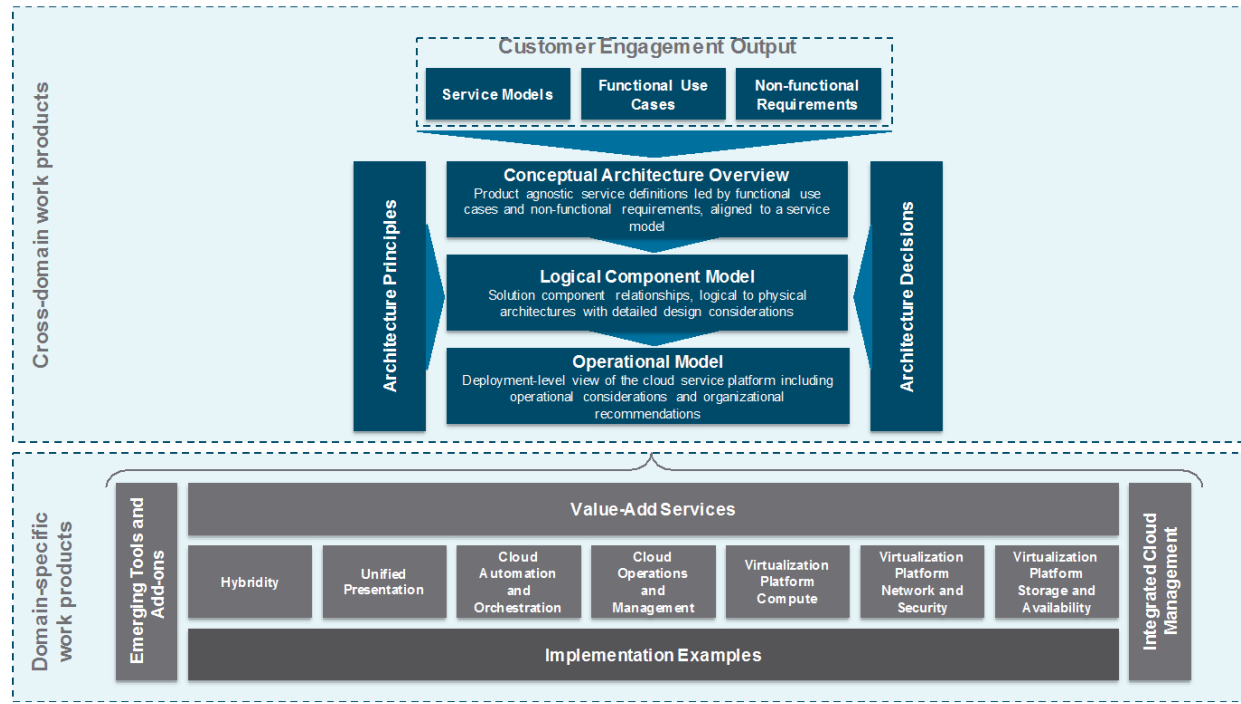 Cross-domain work products
Customer Engagement Output
Service Models
Functional Use
Cases
Non-functional
Requirements
Architecture Principles
Conceptual Architecture Overview
Product agnostic service definitions led by functional use
cases and non-functional requirements, aligned to a service
model
Logical Component Model
Solution component relationships, logical to physical
architectures with detailed design considerations
Operational Model
Deployment-level view of the cloud service platform including
operational considerations and organizational
recommendations
Architecture Decisions
Domain-specific
work products
Emerging Tools and
Add-ons
Value-Add Services
Hybridity
Unified
Presentation
Cloud
Automation
and
Orchestration
Cloud
Operations
and
Management
Virtualization
Platform
Compute
Virtualization
Platform
Network and
Security
Virtualization
Platform
Storage and
Availability
Implementation Examples
Integrated Cloud
Management